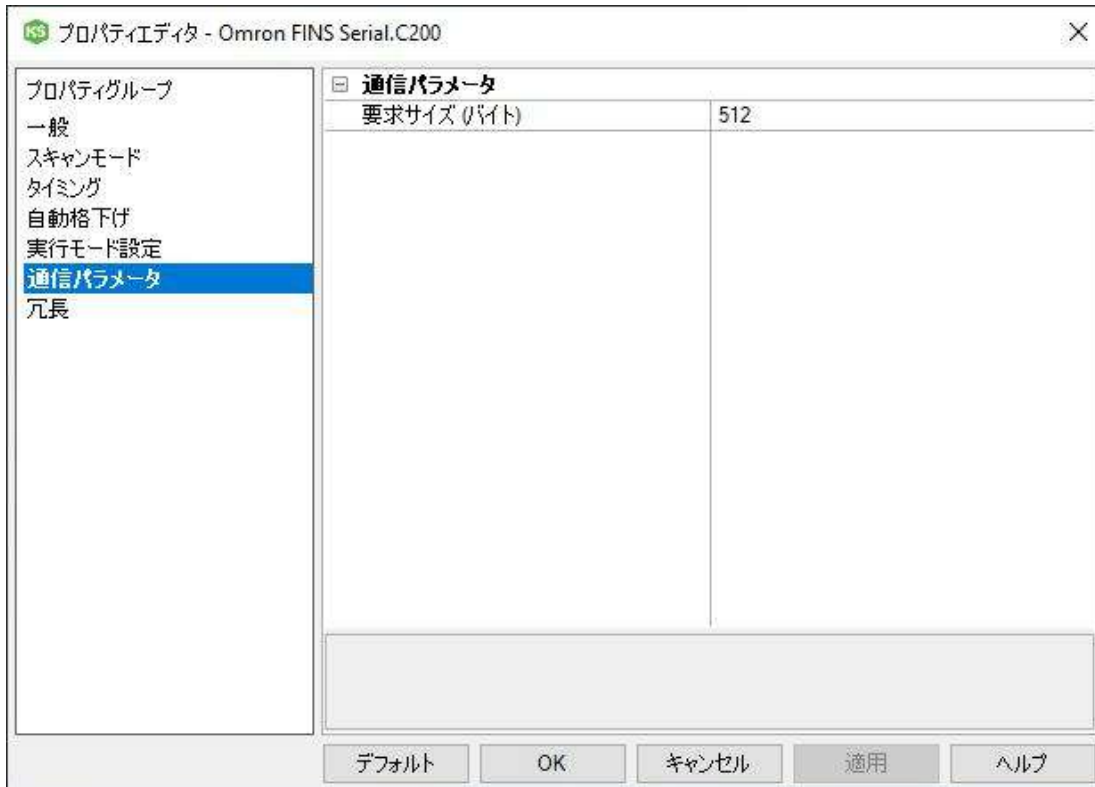 KS プロパティエディタ - Omron FINS Serial.C200
プロパティグループ
一般
スキャンモード
タイミング
自動格下げ
実行モード設定
通信パラメータ
冗長
通信パラメータ
要求サイズ (バイト) 512
デフォルト OK キャンセル 適用 ヘルプ